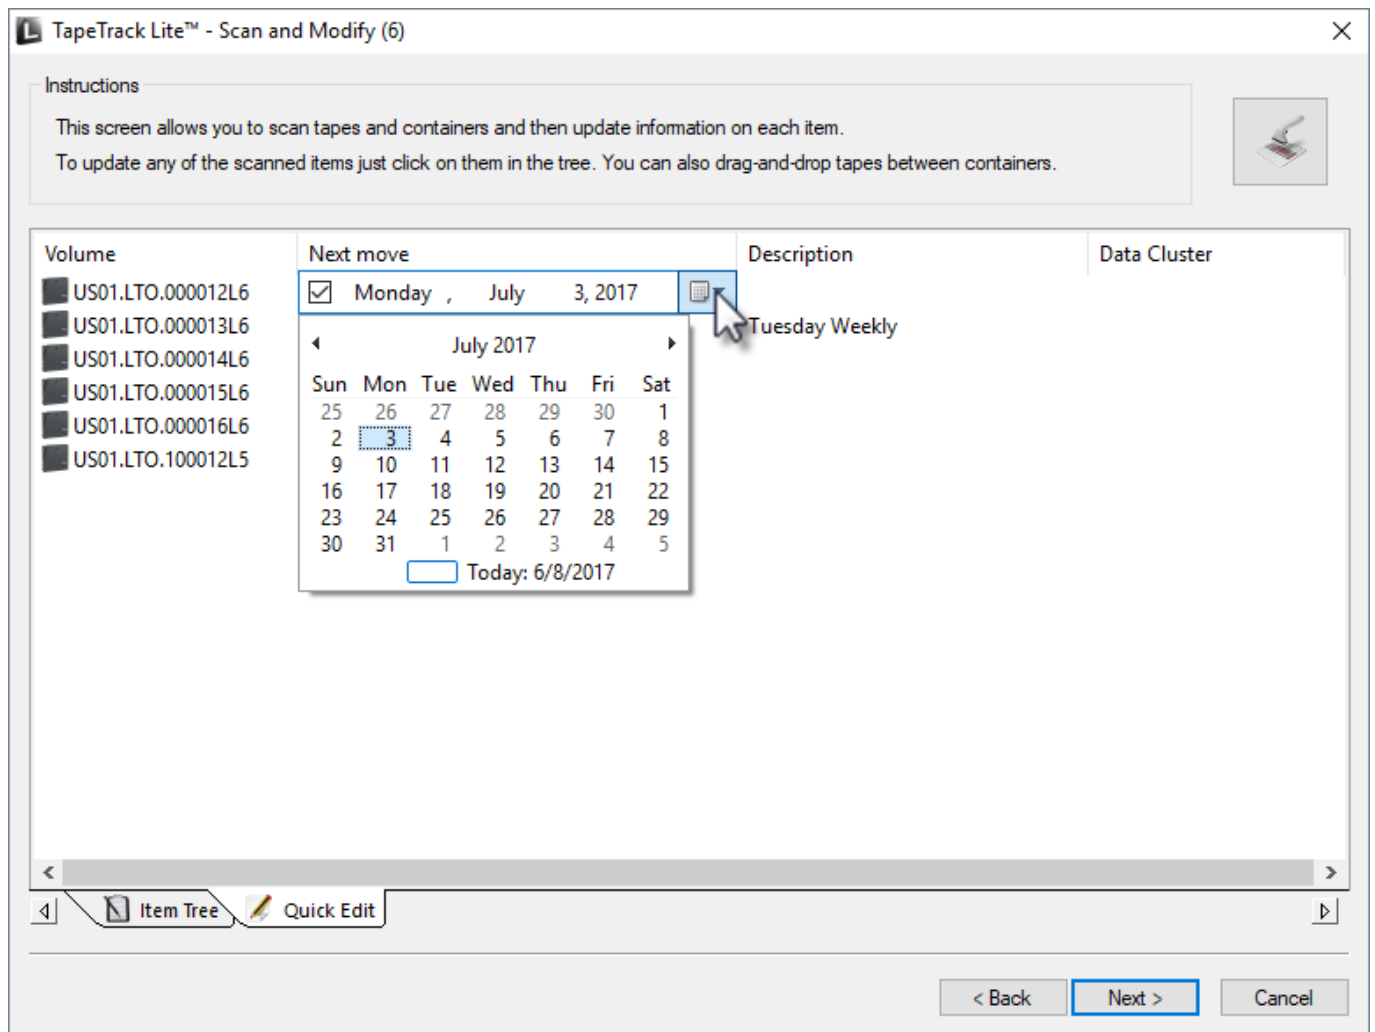 TapeTrack Lite™ - Scan and Modify (6)
Instructions
This screen allows you to scan tapes and containers and then update information on each item.
To update any of the scanned items just click on them in the tree. You can also drag-and-drop tapes between containers.
Volume Next move Description Data Cluster
US01.LTO.000012L6 Monday , July 3, 2017
US01.LTO.000013L6 Tuesday Weekly
US01.LTO.000014L6
US01.LTO.000015L6
US01.LTO.000016L6
US01.LTO.100012L5
July 2017
Sun Mon Tue Wed Thu Fri Sat
25 26 27 28 29 30 1
2 3 4 5 6 7 8
9 10 11 12 13 14 15
16 17 18 19 20 21 22
23 24 25 26 27 28 29
30 31 1 2 3 4 5
Today: 6/8/2017
Item Tree Quick Edit
< Back Next > Cancel